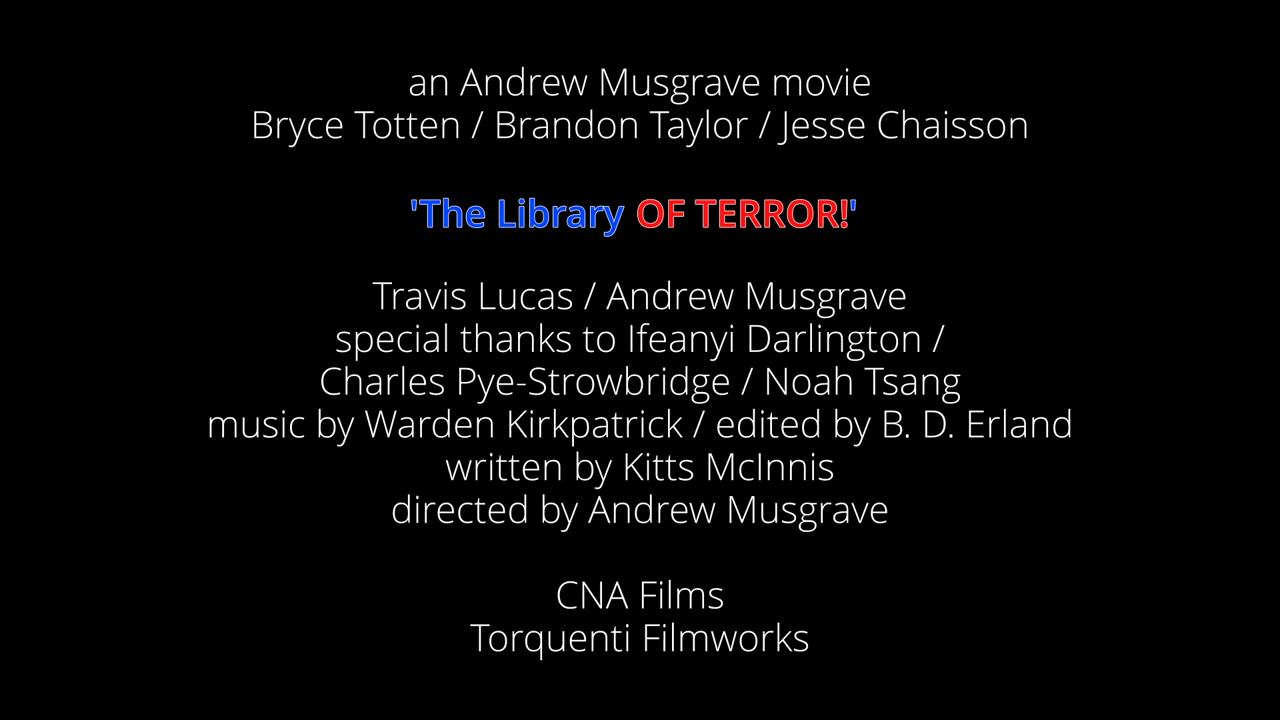 an Andrew Musgrave movie
Bryce Totten / Brandon Taylor / Jesse Chaisson
'The Library OF TERROR!'
Travis Lucas / Andrew Musgrave
special thanks to Ifeanyi Darlington /
Charles Pye-Strowbridge / Noah Tsang
music by Warden Kirkpatrick / edited by B. D. Erland
written by Kitts McInnis
directed by Andrew Musgrave
CNA Films
Torquenti Filmworks